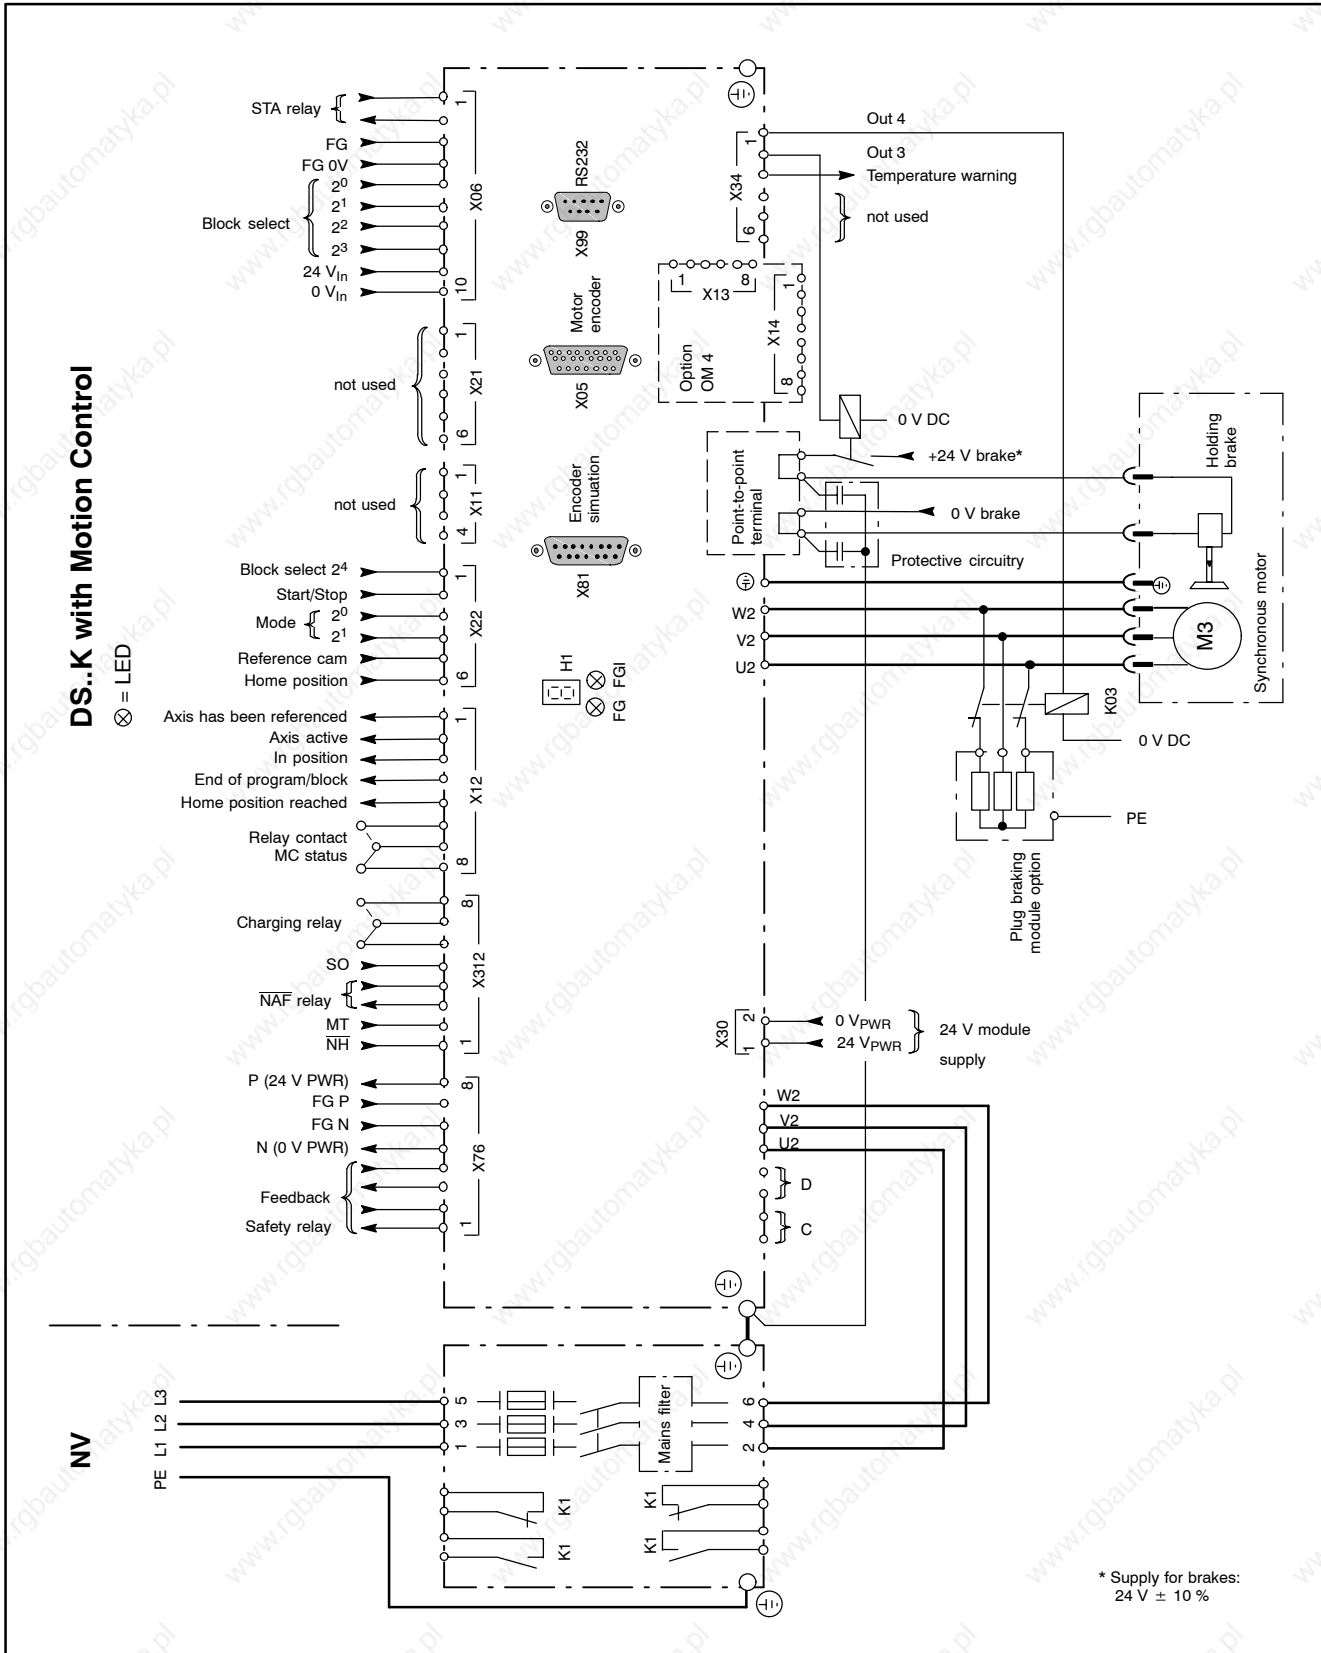 DS..K with Motion Control
⊗ = LED
STA relay
FG
FG 0V
Block select
2⁰
2¹
2²
2³
24 VIn
0 VIn
1
X06
10
not used
1
X21
6
not used
1
X11
4
Block select 2⁴
Start/Stop
Mode
2⁰
2¹
Reference cam
Home position
1
X22
6
Axis has been referenced
Axis active
In position
End of program/block
Home position reached
Relay contact
MC status
1
X12
8
Charging relay
SO
NAF relay
MT
NH
8
X312
1
P (24 V PWR)
FG P
FG N
N (0 V PWR)
Feedback
Safety relay
8
X76
1
RS232
X99
Motor
encoder
X05
Encoder
simuation
X81
H1
FG FGI
1
X34
6
Out 4
Out 3
Temperature warning
not used
1
X13
8
1
X14
8
Option
OM 4
0 V DC
+24 V brake*
Point-to-point
terminal
0 V brake
Protective circuitry
Holding
brake
Synchronous motor
M3
W2
V2
U2
K03
0 V DC
PE
Plug braking
module option
X30
2
1
0 VPWR
24 VPWR
24 V module
supply
W2
V2
U2
D
C
NV
PE L1 L2 L3
5
3
1
Mains filter
6
4
2
K1
K1
K1
K1
* Supply for brakes:
24 V ± 10 %
www.rgbautomatyka.pl